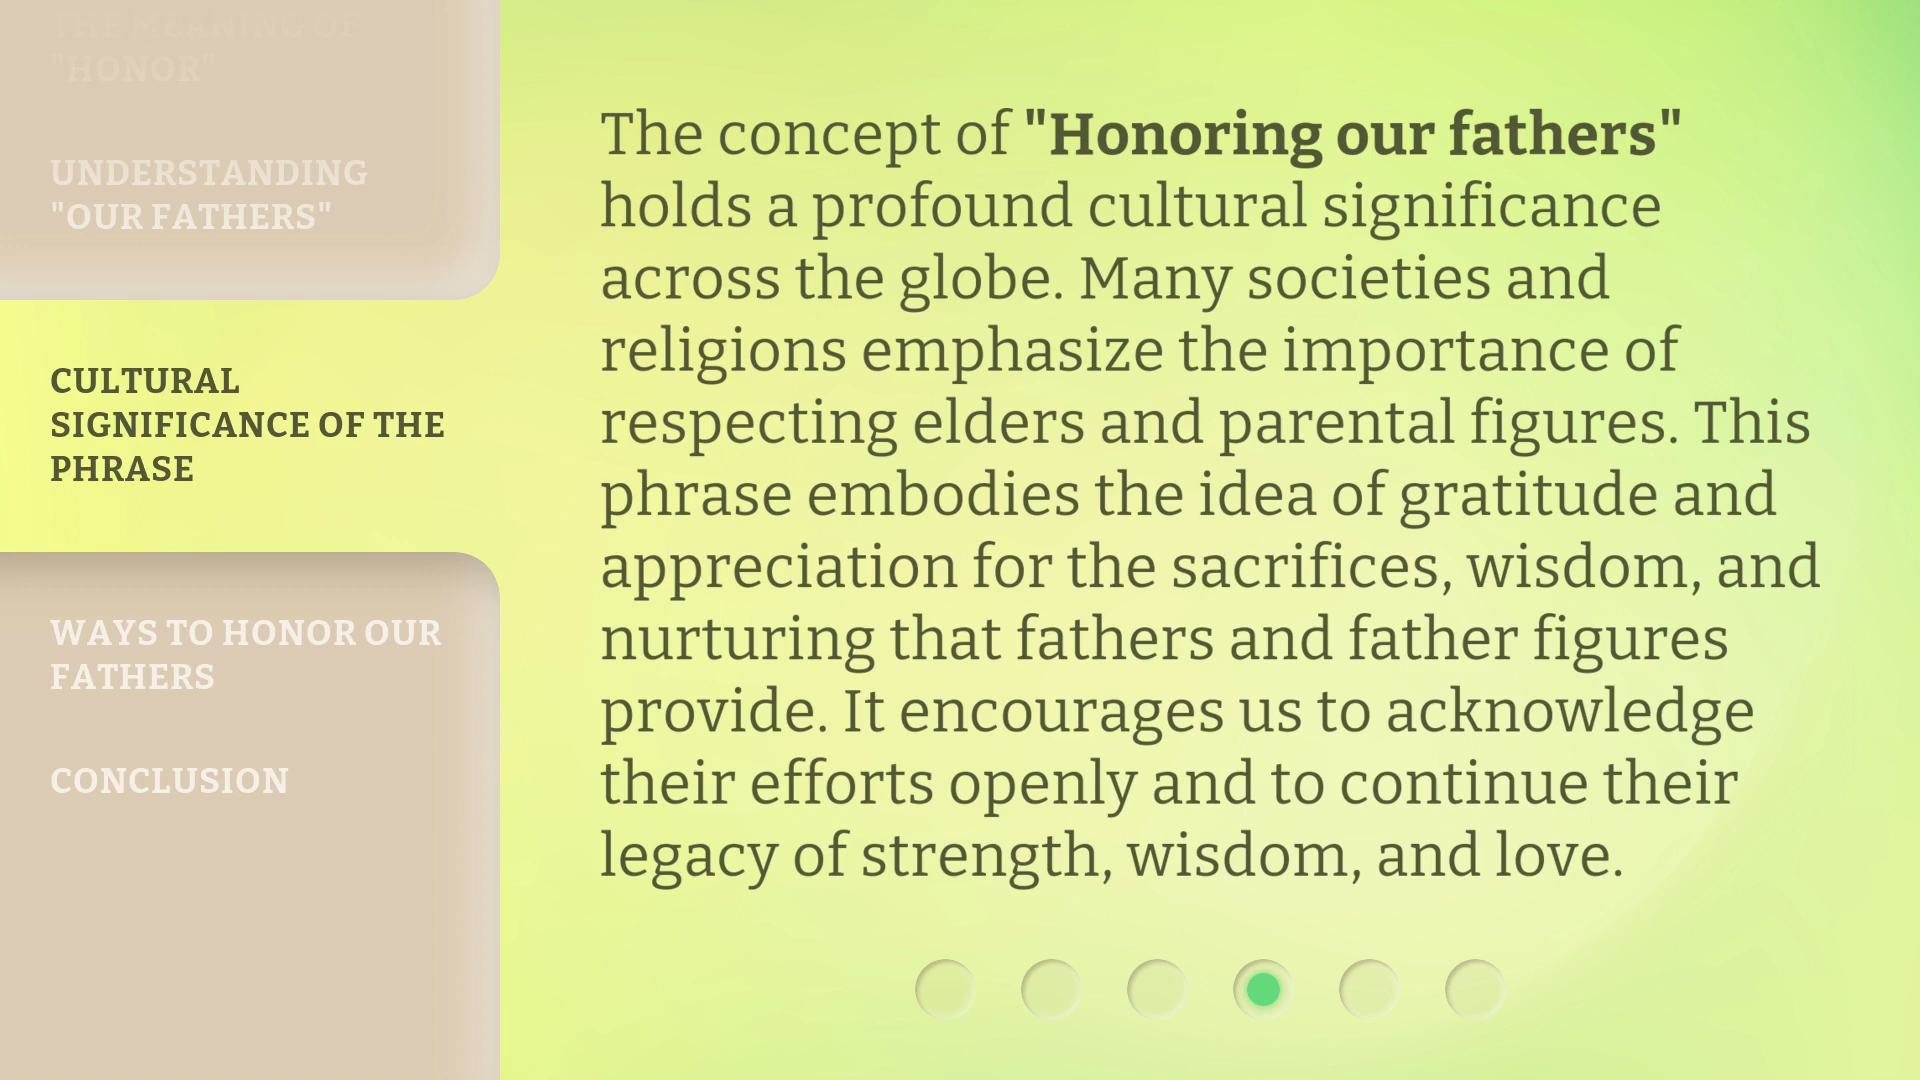 THE MEANING OF
"HONOR"
UNDERSTANDING
"OUR FATHERS"
CULTURAL
SIGNIFICANCE OF THE
PHRASE
WAYS TO HONOR OUR
FATHERS
CONCLUSION
The concept of "Honoring our fathers"
holds a profound cultural significance
across the globe. Many societies and
religions emphasize the importance of
respecting elders and parental figures. This
phrase embodies the idea of gratitude and
appreciation for the sacrifices, wisdom, and
nurturing that fathers and father figures
provide. It encourages us to acknowledge
their efforts openly and to continue their
legacy of strength, wisdom, and love.